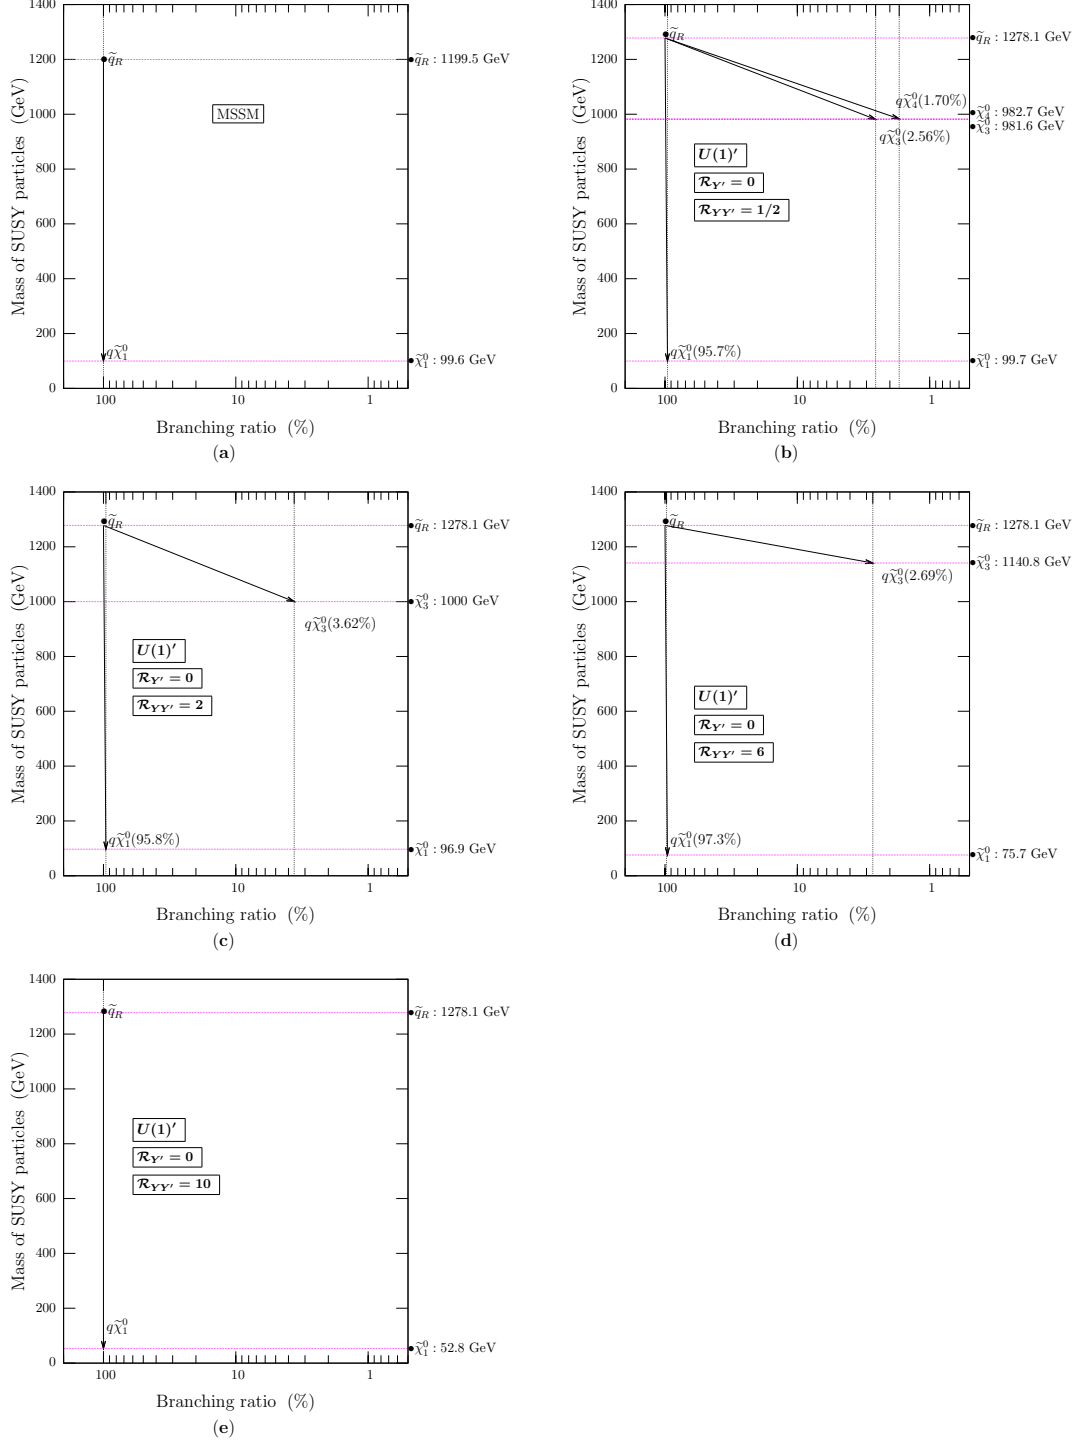 1400
1200
1000
800
600
400
200
0
Mass of SUSY particles (GeV)
q̃_R
MSSM
qχ̃⁰₁
q̃_R : 1199.5 GeV
χ̃⁰₁ : 99.6 GeV
100 10 1
Branching ratio (%)
(a)
1400
1200
1000
800
600
400
200
0
Mass of SUSY particles (GeV)
q̃_R
qχ̃⁰₄(1.70%)
qχ̃⁰₃(2.56%)
U(1)′
𝓡_Y′ = 0
𝓡_YY′ = 1/2
qχ̃⁰₁(95.7%)
q̃_R : 1278.1 GeV
χ̃⁰₄ : 982.7 GeV
χ̃⁰₃ : 981.6 GeV
χ̃⁰₁ : 99.7 GeV
100 10 1
Branching ratio (%)
(b)
1400
1200
1000
800
600
400
200
0
Mass of SUSY particles (GeV)
q̃_R
qχ̃⁰₃(3.62%)
U(1)′
𝓡_Y′ = 0
𝓡_YY′ = 2
qχ̃⁰₁(95.8%)
q̃_R : 1278.1 GeV
χ̃⁰₃ : 1000 GeV
χ̃⁰₁ : 96.9 GeV
100 10 1
Branching ratio (%)
(c)
1400
1200
1000
800
600
400
200
0
Mass of SUSY particles (GeV)
q̃_R
qχ̃⁰₃(2.69%)
U(1)′
𝓡_Y′ = 0
𝓡_YY′ = 6
qχ̃⁰₁(97.3%)
q̃_R : 1278.1 GeV
χ̃⁰₃ : 1140.8 GeV
χ̃⁰₁ : 75.7 GeV
100 10 1
Branching ratio (%)
(d)
1400
1200
1000
800
600
400
200
0
Mass of SUSY particles (GeV)
q̃_R
U(1)′
𝓡_Y′ = 0
𝓡_YY′ = 10
qχ̃⁰₁
q̃_R : 1278.1 GeV
χ̃⁰₁ : 52.8 GeV
100 10 1
Branching ratio (%)
(e)